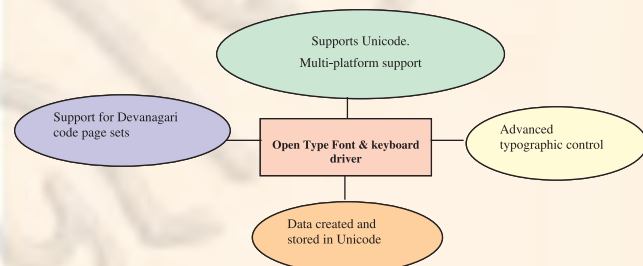 Supports Unicode.
Multi-platform support
Support for Devanagari
code page sets
Open Type Font & keyboard
driver
Advanced
typographic control
Data created and
stored in Unicode